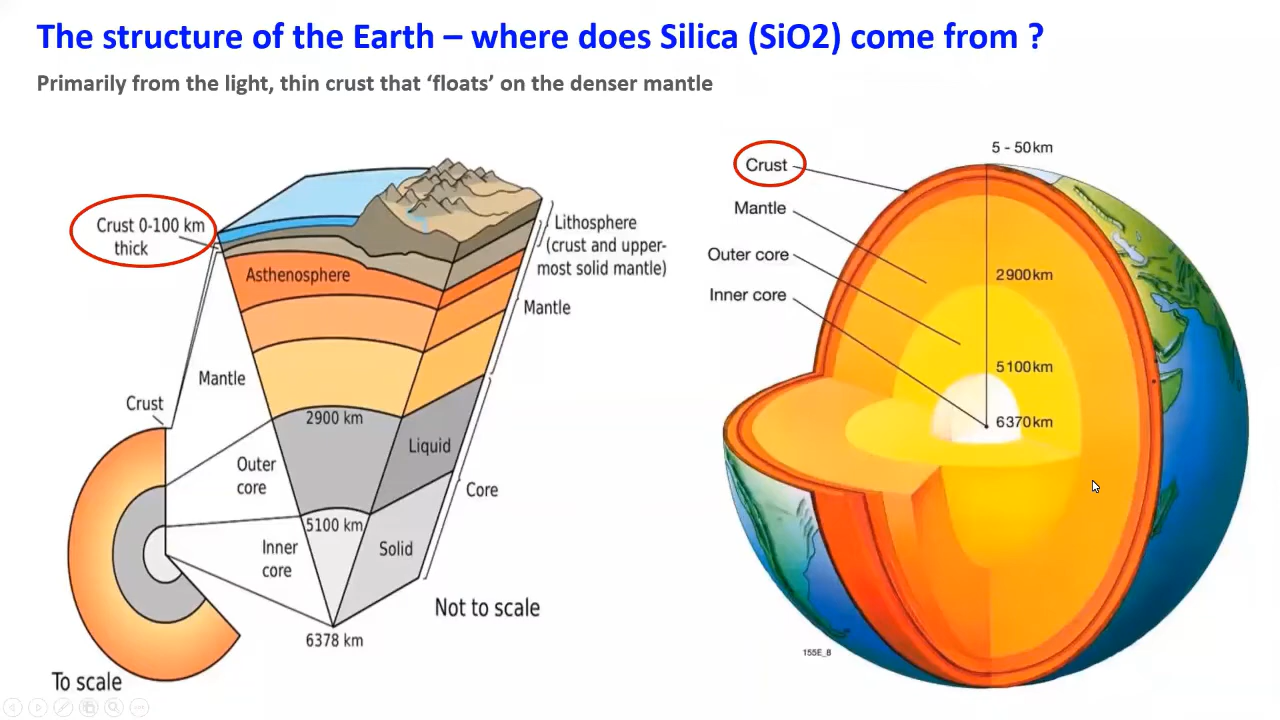 The structure of the Earth – where does Silica (SiO2) come from ?
Primarily from the light, thin crust that ‘floats’ on the denser mantle
Crust 0-100 km
thick
Asthenosphere
Lithosphere
(crust and upper-
most solid mantle)
Mantle
Mantle
Crust
2900 km
Liquid
Outer
core
Core
5100 km
Inner
core
Solid
Not to scale
6378 km
To scale
5 - 50km
Crust
Mantle
Outer core
2900km
Inner core
5100km
6370km
155E_8